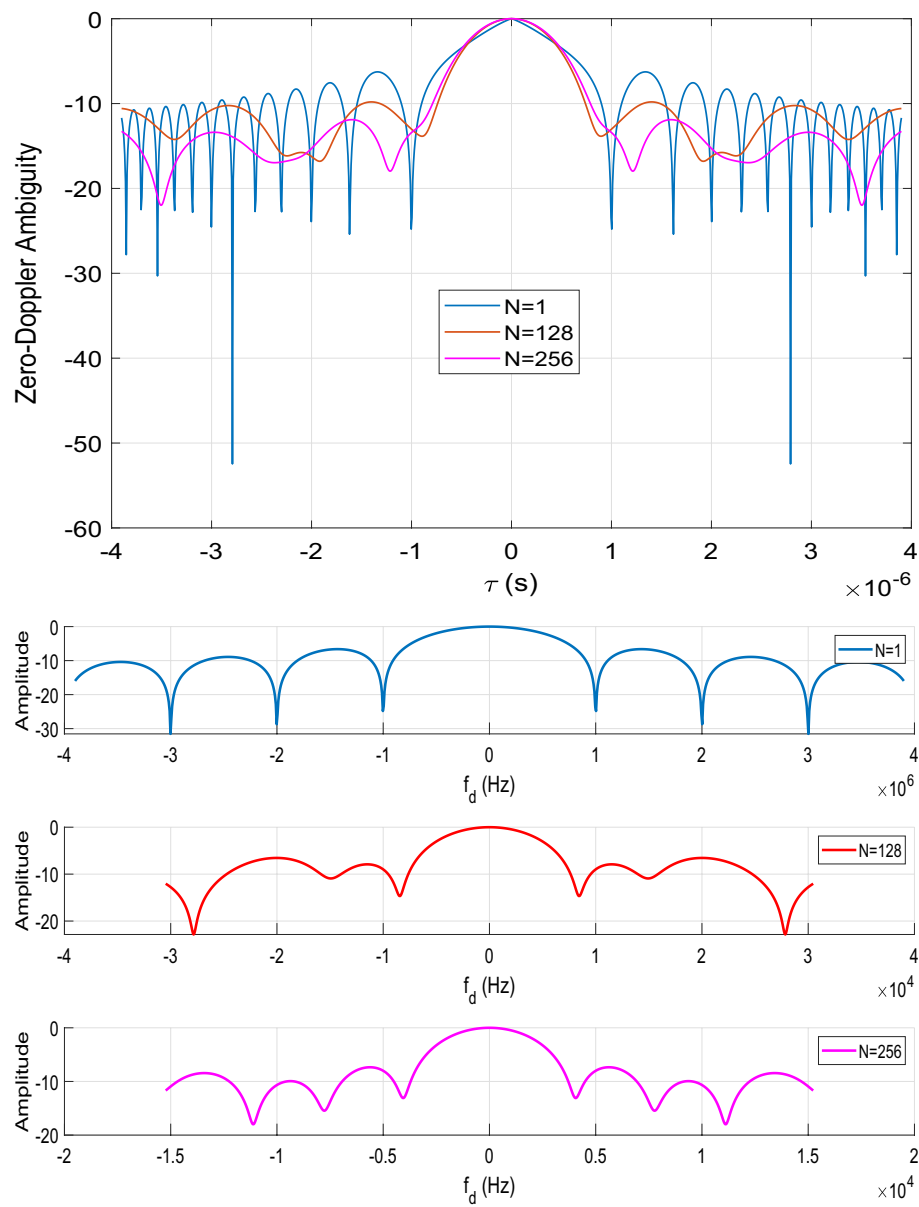 0
-10
-20
-30
-40
-50
-60
Zero-Doppler Ambiguity
N=1
N=128
N=256
-4 -3 -2 -1 0 1 2 3 4
τ (s)
×10⁻⁶
0
-10
-20
-30
Amplitude
N=1
-4 -3 -2 -1 0 1 2 3 4
f_d (Hz)
×10⁶
0
-10
-20
Amplitude
N=128
-4 -3 -2 -1 0 1 2 3 4
f_d (Hz)
×10⁴
0
-10
-20
Amplitude
N=256
-2 -1.5 -1 -0.5 0 0.5 1 1.5 2
f_d (Hz)
×10⁴